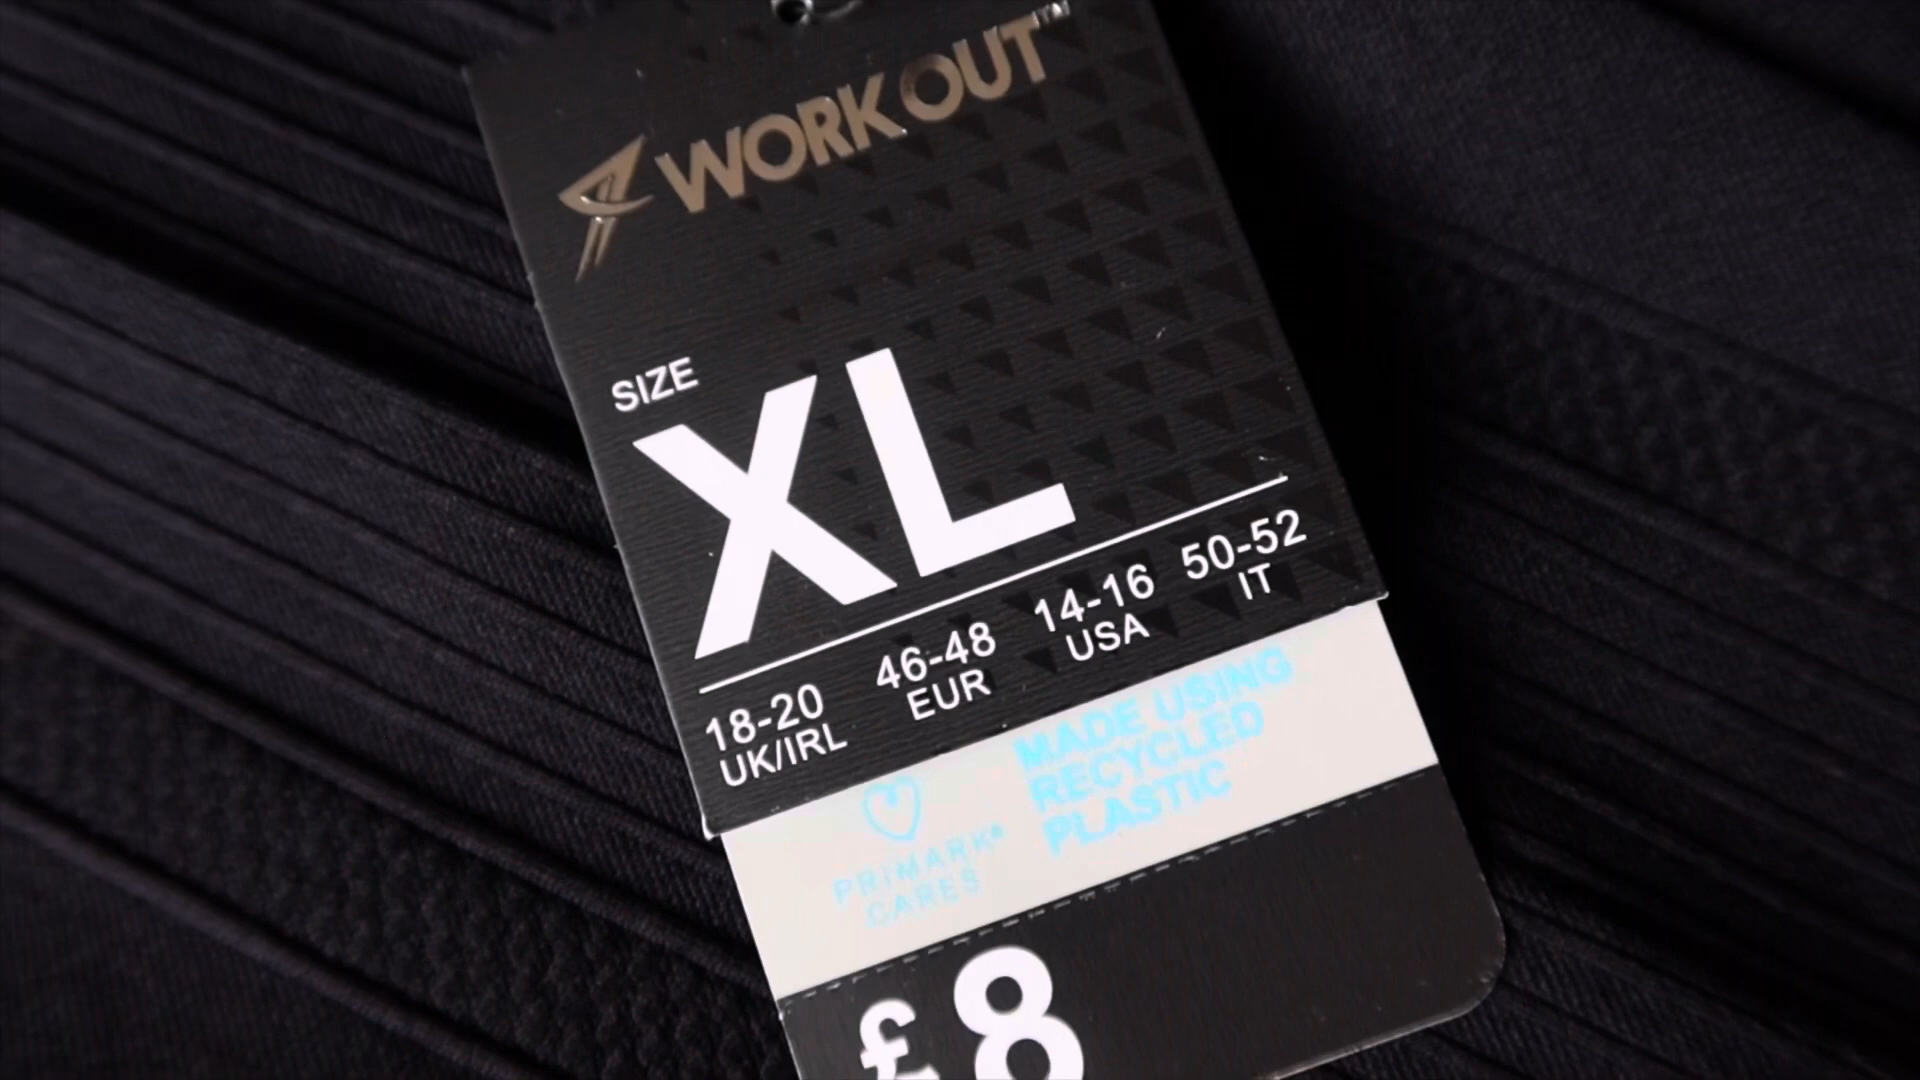 WORK OUT™
SIZE
XL
18-20 46-48 14-16 50-52
UK/IRL EUR USA IT
PRIMARK®
CARES
MADE USING
RECYCLED
PLASTIC
£8